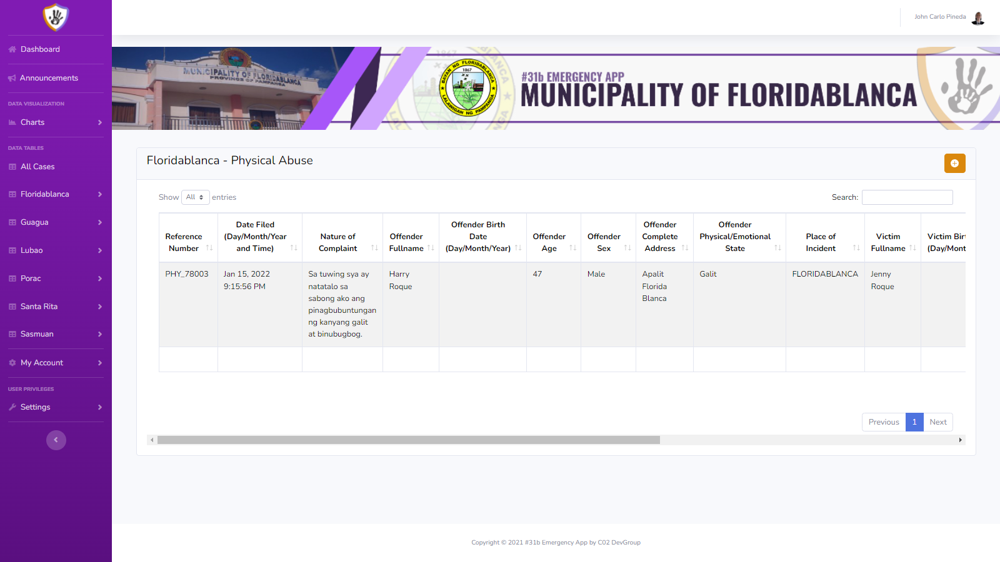 John Carlo Pineda
Dashboard
Announcements
DATA VISUALIZATION
Charts
DATA TABLES
All Cases
Floridablanca
Guagua
Lubao
Porac
Santa Rita
Sasmuan
My Account
USER PRIVILEGES
Settings
MUNICIPALITY OF FLORIDABLANCA
PROVINCE OF PAMPANGA
BAYAN NG FLORIDABLANCA
1867
LALAWIGAN NG PAMPANGA
#31b EMERGENCY APP
MUNICIPALITY OF FLORIDABLANCA
Floridablanca - Physical Abuse
Show All entries
Search:
Reference
Number
Date Filed
(Day/Month/Year
and Time)
Nature of
Complaint
Offender
Fullname
Offender Birth
Date
(Day/Month/Year)
Offender
Age
Offender
Sex
Offender
Complete
Address
Offender
Physical/Emotional
State
Place of
Incident
Victim
Fullname
Victim Birt
(Day/Mont
PHY_78003
Jan 15, 2022
9:15:56 PM
Sa tuwing sya ay
natatalo sa
sabong ako ang
pinagbubuntungan
ng kanyang galit
at binubugbog.
Harry
Roque
47
Male
Apalit
Florida
Blanca
Galit
FLORIDABLANCA
Jenny
Roque
Previous 1 Next
Copyright © 2021 #31b Emergency App by C02 DevGroup